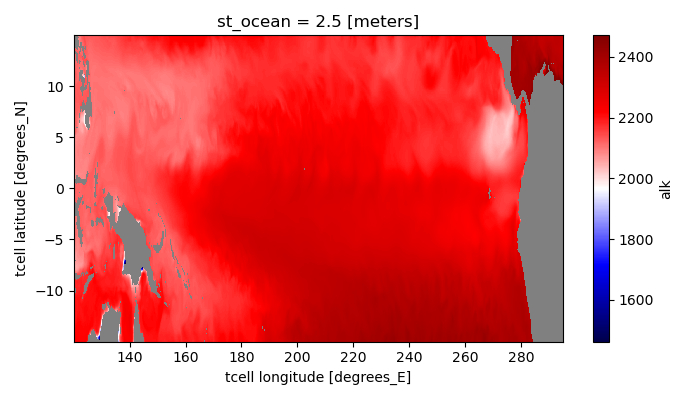 st_ocean = 2.5 [meters]
tcell latitude [degrees_N]
10
5
0
−5
−10
140 160 180 200 220 240 260 280
tcell longitude [degrees_E]
2400
2200
2000
1800
1600
alk